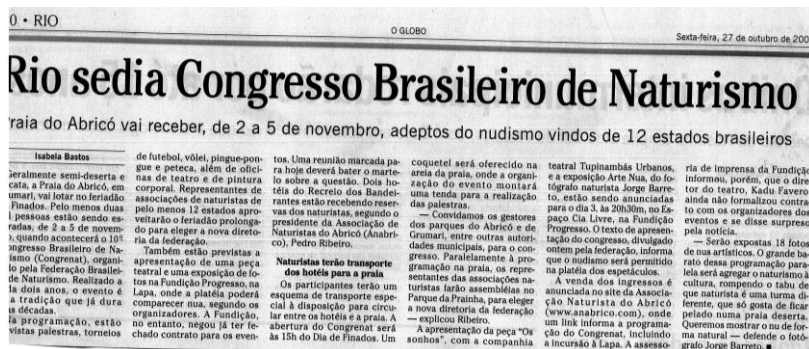 0 • RIO
O GLOBO
Sexta-feira, 27 de outubro de 200
Rio sedia Congresso Brasileiro de Naturismo
raia do Abricó vai receber, de 2 a 5 de novembro, adeptos do nudismo vindos de 12 estados brasileiros
Isabela Bastos
Geralmente semi-deserta e
cata, a Praia do Abricó, em
umari, vai lotar no feriadão
Finados. Pelo menos duas
l pessoas estão sendo es-
radas, de 2 a 5 de novem-
o, quando acontecerá o 10º
ongresso Brasileiro de Na-
ismo (Congrenat), organi-
do pela Federação Brasilei-
de Naturismo. Realizado a
da dois anos, o evento é
a tradição que já dura
as décadas.
la programação, estão
vistas palestras, torneios
de futebol, vôlei, pingue-pon-
gue e peteca, além de ofici-
nas de teatro e de pintura
corporal. Representantes de
associações de naturistas de
pelo menos 12 estados apro-
veitarão o feriado prolonga-
do para eleger a nova direto-
ria da federação.
Também estão previstas a
apresentação de uma peça
teatral e uma exposição de fo-
tos na Fundição Progresso, na
Lapa, onde a platéia poderá
comparecer nua, segundo os
organizadores. A Fundição,
no entanto, negou já ter fe-
chado contrato para os even-
tos. Uma reunião marcada pa-
ra hoje deverá bater o marte-
lo sobre a questão. Dois ho-
téis do Recreio dos Bandei-
rantes estão recebendo reser-
vas dos naturistas, segundo o
presidente da Associação de
Naturistas do Abricó (Anabri-
co), Pedro Ribeiro.
Naturistas terão transporte
dos hotéis para a praia
Os participantes terão um
esquema de transporte espe-
cial à disposição para circu-
lar entre os hotéis e a praia. A
abertura do Congrenat será
às 15h do Dia de Finados. Um
coquetel será oferecido na
areia da praia, onde a organi-
zação do evento montará
uma tenda para a realização
das palestras.
— Convidamos os gestores
dos parques do Abricó e de
Grumari, entre outras autori-
dades municipais, para o con-
gresso. Paralelamente à pro-
gramação na praia, os repre-
sentantes das associações na-
turistas farão assembléias no
Parque da Prainha, para eleger
a nova diretoria da federação
— explicou Ribeiro.
A apresentação da peça "Os
sonhos", com a companhia
teatral Tupinambás Urbanos,
e a exposição Arte Nua, do fo-
tógrafo naturista Jorge Barre-
to, estão sendo anunciadas
para o dia 3, às 20h30m, no Es-
paço Cia Livre, na Fundição
Progresso. O texto de apresen-
tação do congresso, divulgado
ontem pela federação, informa
que o nudismo será permitido
na platéia dos espetáculos.
A venda dos ingressos é
anunciada no site da Associa-
ção Naturista do Abricó
(www.anabrico.com), onde
um link informa a programa-
ção do Congrenat, incluindo
a incursão à Lapa. A assesso-
ria de imprensa da Fundição
informou, porém, que o dire-
tor do teatro, Kadu Favero
ainda não formalizou contra-
to com os organizadores dos
eventos e se disse surpreso
pela notícia.
— Serão expostas 18 fotos
de nus artísticos. O grande ba-
rato dessa programação para-
lela será agregar o naturismo à
cultura, rompendo o tabu de
que naturista é uma turma di-
ferente, que só gosta de ficar
pelado numa praia deserta.
Queremos mostrar o nu de for-
ma natural — defende o fotó-
grafo Jorge Barreto. ■